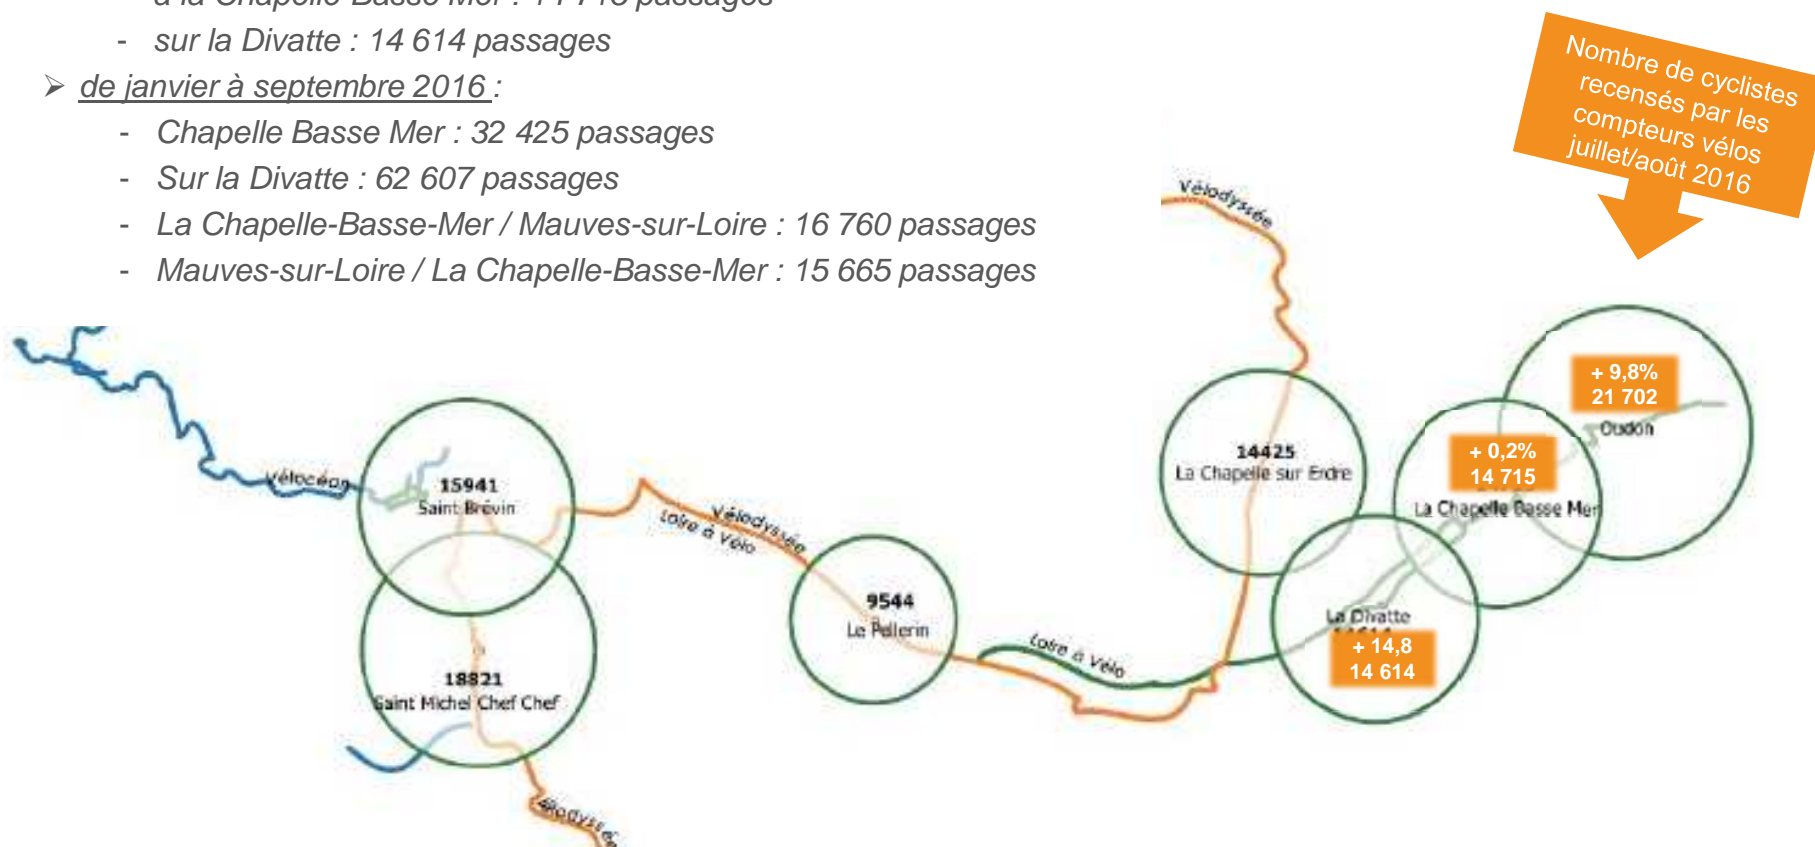 - sur la Divatte : 14 614 passages
➢ de janvier à septembre 2016 :
- Chapelle Basse Mer : 32 425 passages
- Sur la Divatte : 62 607 passages
- La Chapelle-Basse-Mer / Mauves-sur-Loire : 16 760 passages
- Mauves-sur-Loire / La Chapelle-Basse-Mer : 15 665 passages
Nombre de cyclistes
recensés par les
compteurs vélos
juillet/août 2016
Vélodyssée
+ 9,8%
21 702
Oudon
+ 0,2%
14 715
La Chapelle Basse Mer
14425
La Chapelle sur Erdre
Vélocéan
15941
Saint Brévin
Vélodyssée
Loire à Vélo
9544
Le Pellerin
La Divatte
+ 14,8
14 614
Loire à Vélo
18821
Saint Michel Chef Chef